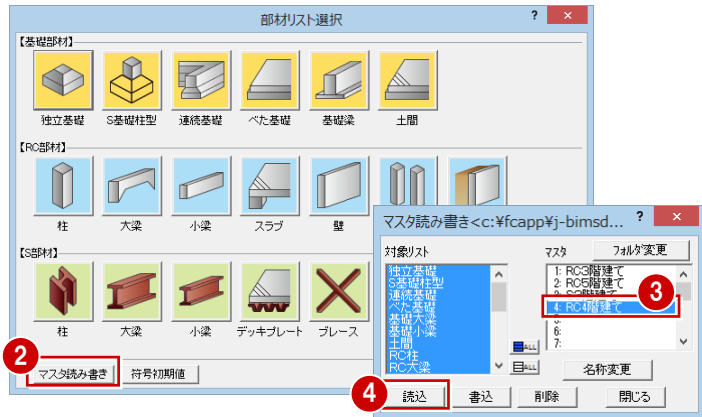 部材リスト選択
? ×
【基礎部材】
独立基礎 S基礎柱型 連続基礎 べた基礎 基礎梁 土間
【RC部材】
柱 大梁 小梁 スラブ 壁
【S部材】
柱 大梁 小梁 デッキプレート ブレース
2
マスタ読み書き 符号初期値
マスタ読み書き<c:¥fcapp¥j-bimsd... ? ×
対象リスト マスタ フォルダ変更
独立基礎
S基礎柱型
連続基礎
べた基礎
基礎大梁
基礎小梁
土間
RC柱
RC大梁
1: RC3階建て
2: RC5階建て
4: RC4階建て
3
6:
7:
ALL
ALL
名称変更
4
読込 書込 削除 閉じる